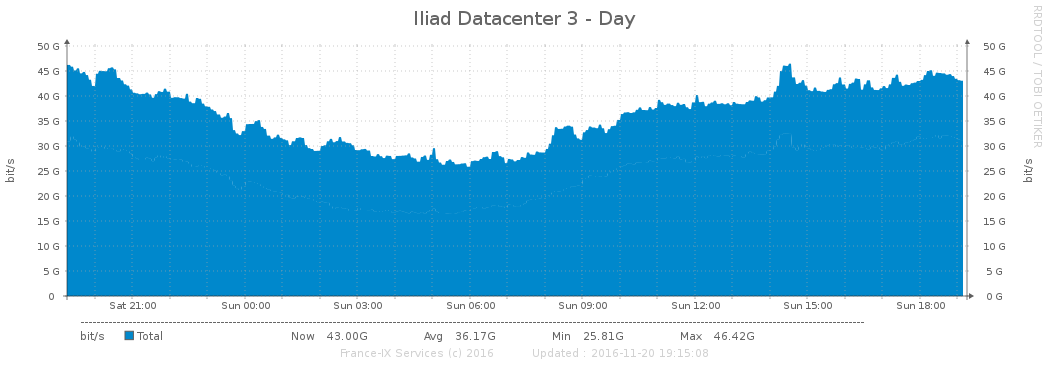 Iliad Datacenter 3 - Day
RRDTOOL / TOBI OETIKER
bit/s
50 G 50 G
45 G 45 G
40 G 40 G
35 G 35 G
30 G 30 G
25 G 25 G
20 G 20 G
15 G 15 G
10 G 10 G
5 G 5 G
0 0 G
bit/s
Sat 21:00 Sun 00:00 Sun 03:00 Sun 06:00 Sun 09:00 Sun 12:00 Sun 15:00 Sun 18:00
bit/s Total Now 43.00G Avg 36.17G Min 25.81G Max 46.42G
France-IX Services (c) 2016 Updated : 2016-11-20 19:15:08